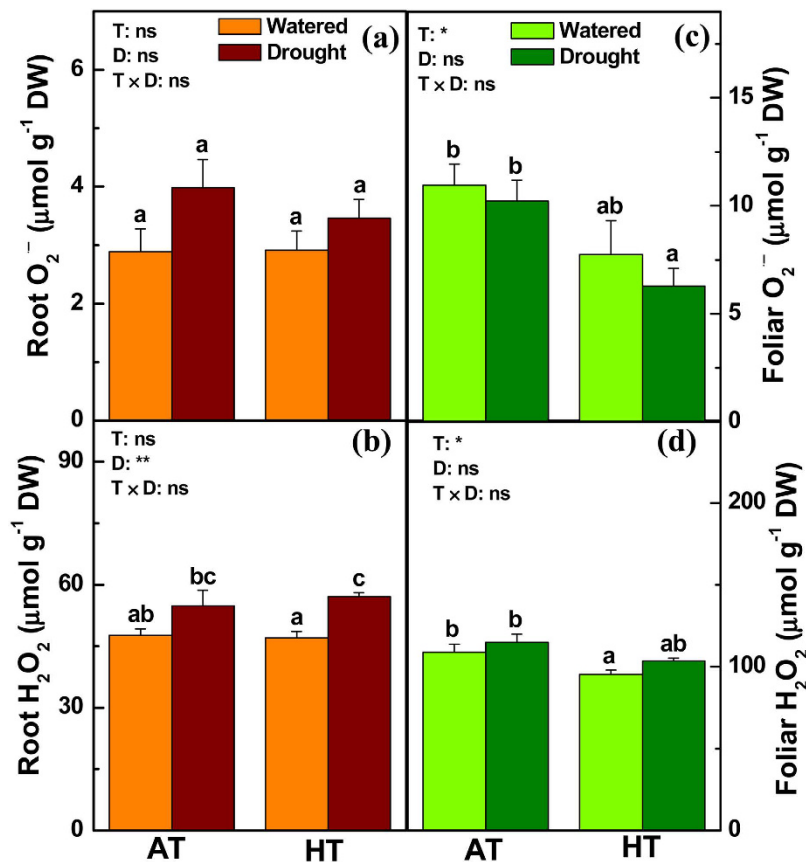 T: ns
D: ns
T × D: ns
Watered
Drought
(a)
6
4
2
0
Root O₂˙⁻ (μmol g⁻¹ DW)
a
a
a
a
T: *
D: ns
T × D: ns
Watered
Drought
(c)
15
10
5
0
Foliar O₂˙⁻ (μmol g⁻¹ DW)
b
b
ab
a
T: ns
D: **
T × D: ns
(b)
90
60
30
0
Root H₂O₂ (μmol g⁻¹ DW)
ab
bc
a
c
AT
HT
T: *
D: ns
T × D: ns
(d)
200
100
0
Foliar H₂O₂ (μmol g⁻¹ DW)
b
b
a
ab
AT
HT